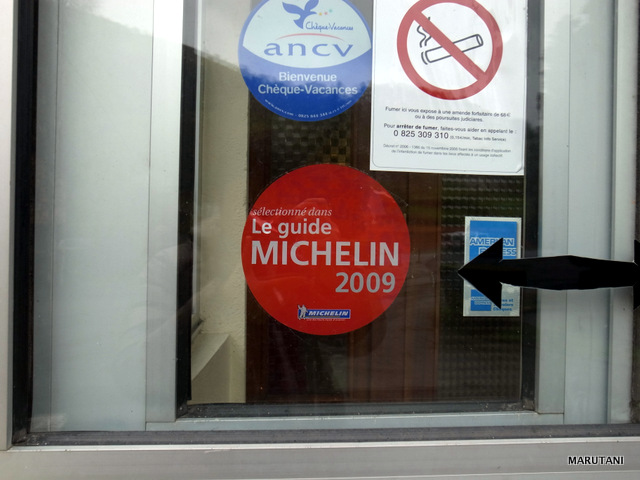 Chèque-Vacances
ancv
Bienvenue
Chèque-Vacances
Fumer ici vous expose à une amende forfaitaire de 68€
ou à des poursuites judiciaires.
Pour arrêter de fumer, faites-vous aider en appelant le
0 825 309 310
sélectionné dans
Le guide
MICHELIN
2009
MICHELIN
AMERICAN
MARUTANI